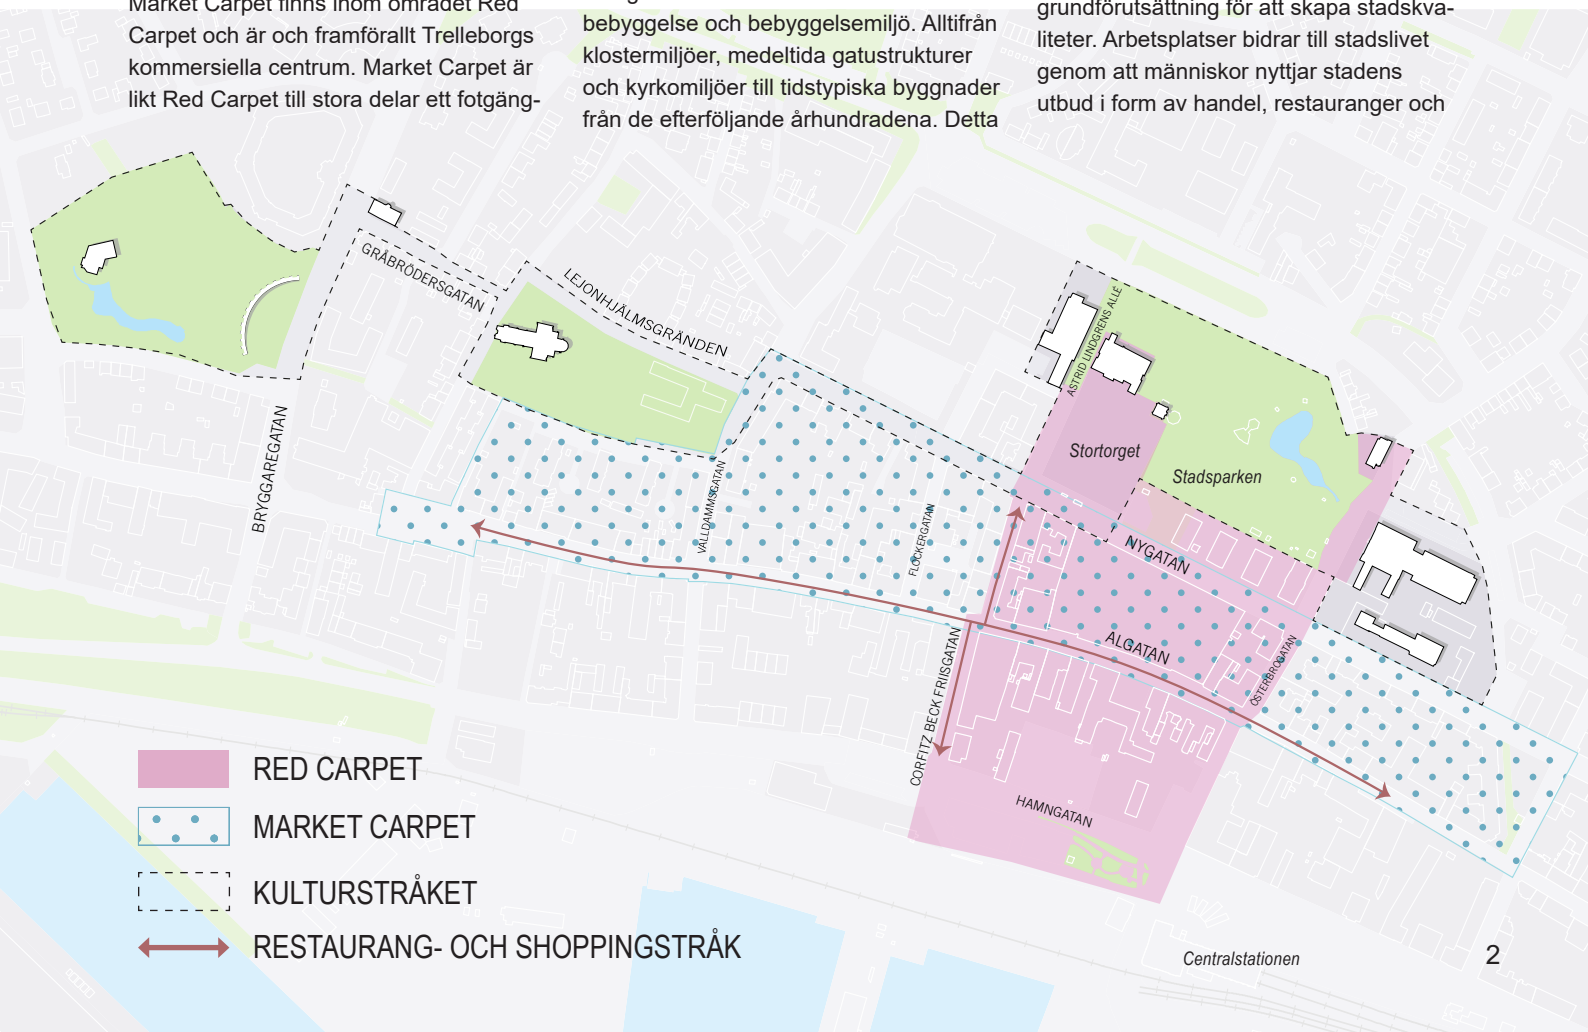 Market Carpet finns inom området Red
Carpet och är och framförallt Trelleborgs
kommersiella centrum. Market Carpet är
likt Red Carpet till stora delar ett fotgäng-
bebyggelse och bebyggelsemiljö. Alltifrån
klostermiljöer, medeltida gatustrukturer
och kyrkomiljöer till tidstypiska byggnader
från de efterföljande århundradena. Detta
grundförutsättning för att skapa stadskva-
liteter. Arbetsplatser bidrar till stadslivet
genom att människor nyttjar stadens
utbud i form av handel, restauranger och
GRÅBRÖDERSGATAN
LEJONHJÄLMSGRÄNDEN
ASTRID LINDGRENS ALLÉ
BRYGGAREGATAN
Stortorget
Stadsparken
VALLDAMMSGATAN
FLOCKERGATAN
NYGATAN
ALGATAN
ÖSTERBROGATAN
CORFITZ BECK FRIISGATAN
HAMNGATAN
RED CARPET
MARKET CARPET
KULTURSTRÅKET
RESTAURANG- OCH SHOPPINGSTRÅK
Centralstationen
2